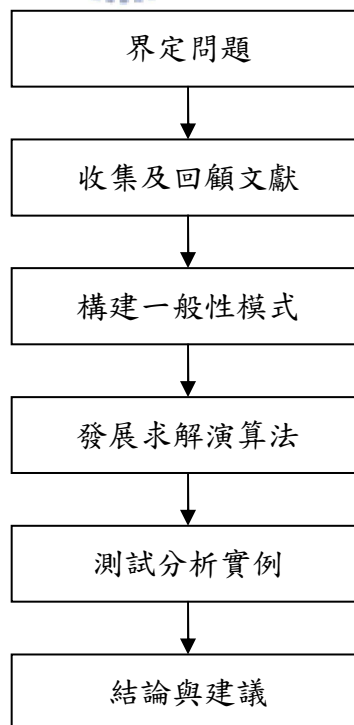 界定問題
收集及回顧文獻
構建一般性模式
發展求解演算法
測試分析實例
結論與建議